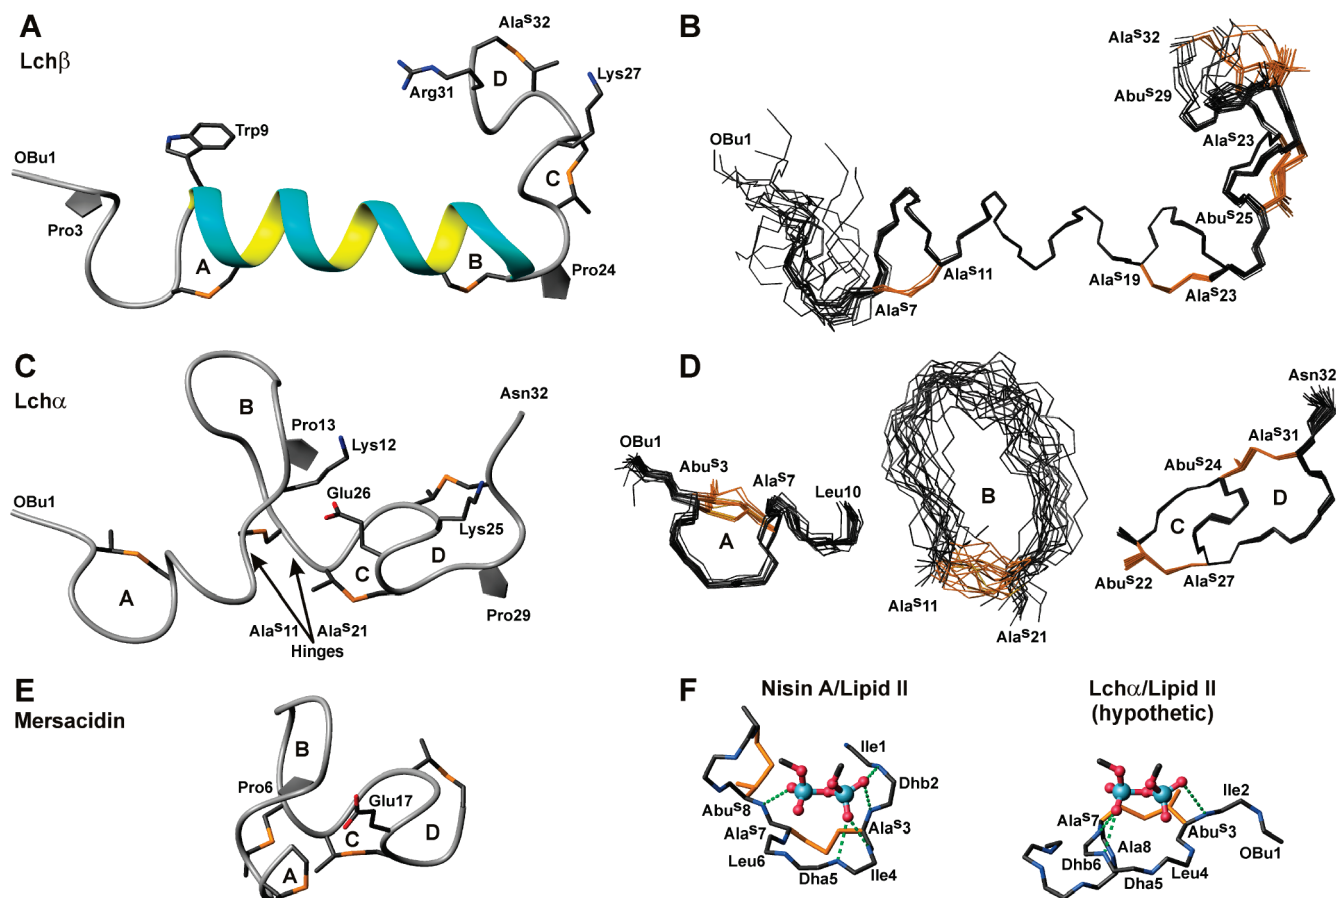 A
Lchβ
OBu1
Pro3
Trp9
A
B
Arg31
Ala^S32
D
Lys27
C
Pro24
B
OBu1
Ala^S7
Ala^S11
Ala^S19
Ala^S23
Abu^S25
Ala^S23
Abu^S29
Ala^S32
C
Lchα
OBu1
A
B
Pro13
Lys12
Glu26
Lys25
Asn32
C
D
Pro29
Ala^S11 Ala^S21
Hinges
D
OBu1
Abu^S3
Ala^S7
Leu10
A
B
Ala^S11
Ala^S21
Asn32
Ala^S31
Abu^S24
D
C
Abu^S22
Ala^S27
E
Mersacidin
B
Pro6
Glu17
C
D
A
F
Nisin A/Lipid II
Ile1
Dhb2
Abu^S8
Ala^S7
Ala^S3
Leu6
Dha5
Ile4
Lchα/Lipid II
(hypothetic)
Ile2
Ala^S7
Abu^S3
Ala8
OBu1
Dhb6
Leu4
Dha5